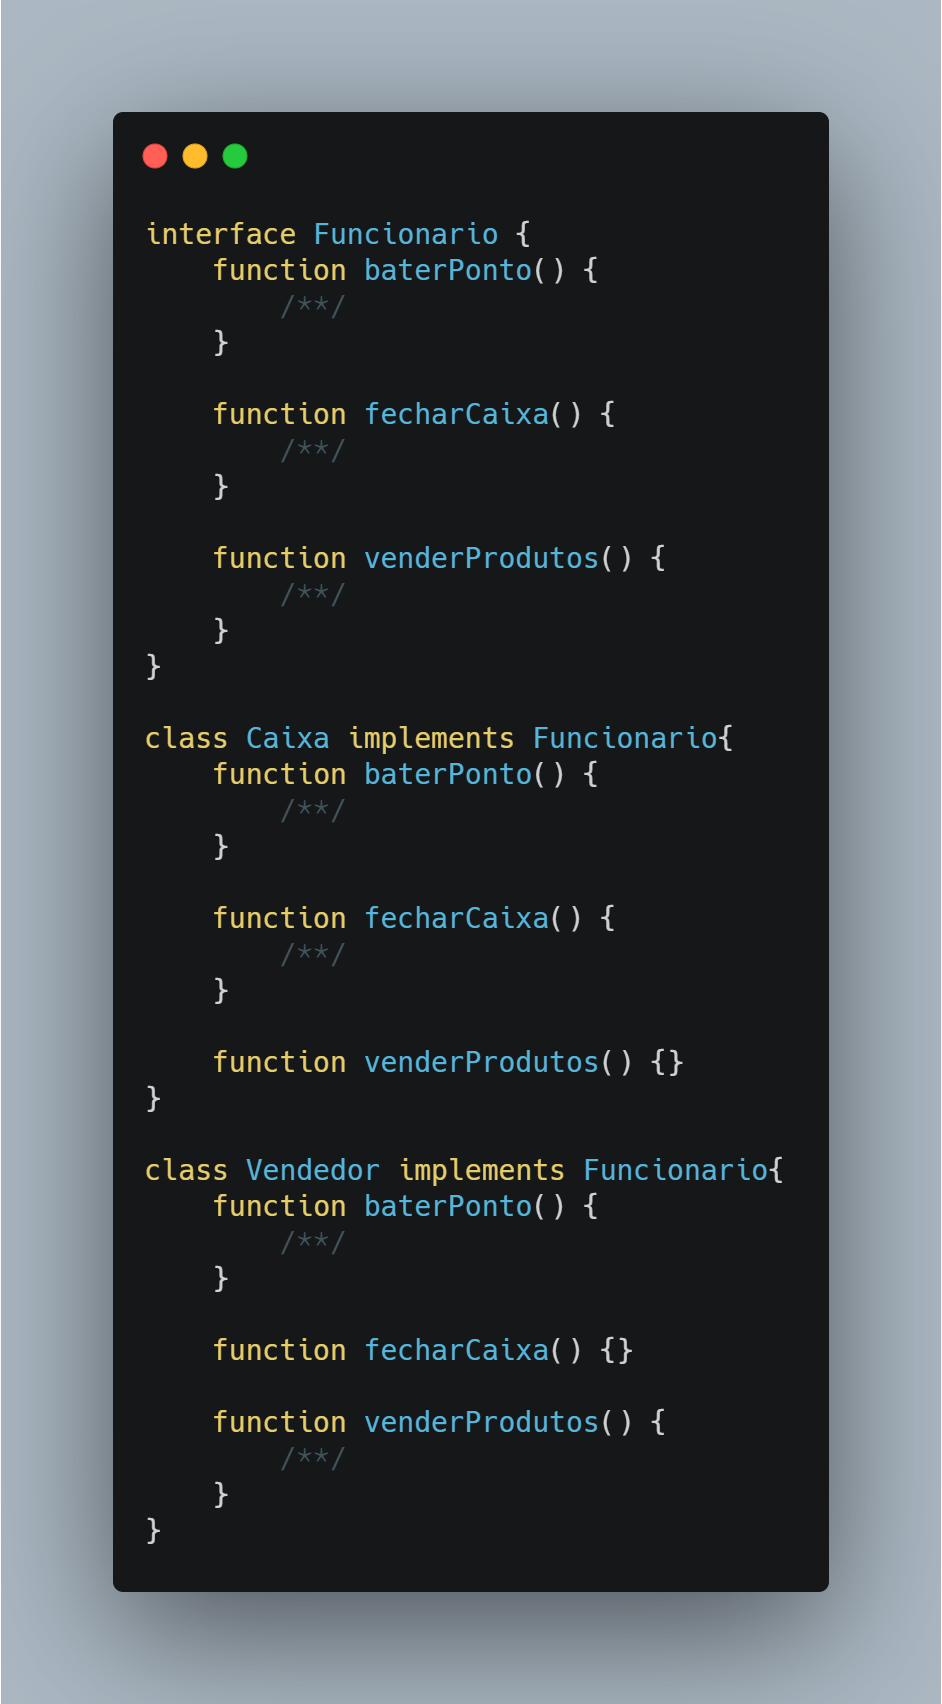 interface Funcionario {
    function baterPonto() {
        /**/
    }

    function fecharCaixa() {
        /**/
    }

    function venderProdutos() {
        /**/
    }
}

class Caixa implements Funcionario{
    function baterPonto() {
        /**/
    }

    function fecharCaixa() {
        /**/
    }

    function venderProdutos() {}
}

class Vendedor implements Funcionario{
    function baterPonto() {
        /**/
    }

    function fecharCaixa() {}

    function venderProdutos() {
        /**/
    }
}